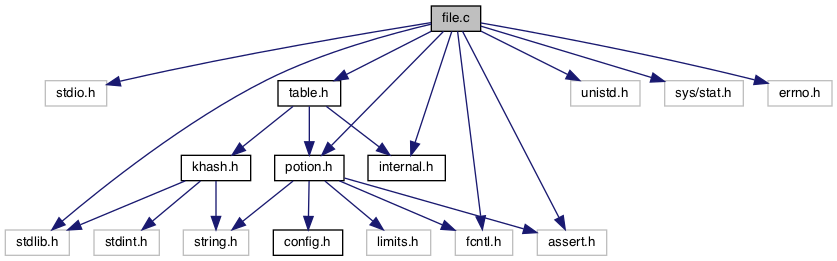 file.c
stdio.h
table.h
unistd.h
sys/stat.h
errno.h
khash.h
potion.h
internal.h
stdlib.h
stdint.h
string.h
config.h
limits.h
fcntl.h
assert.h